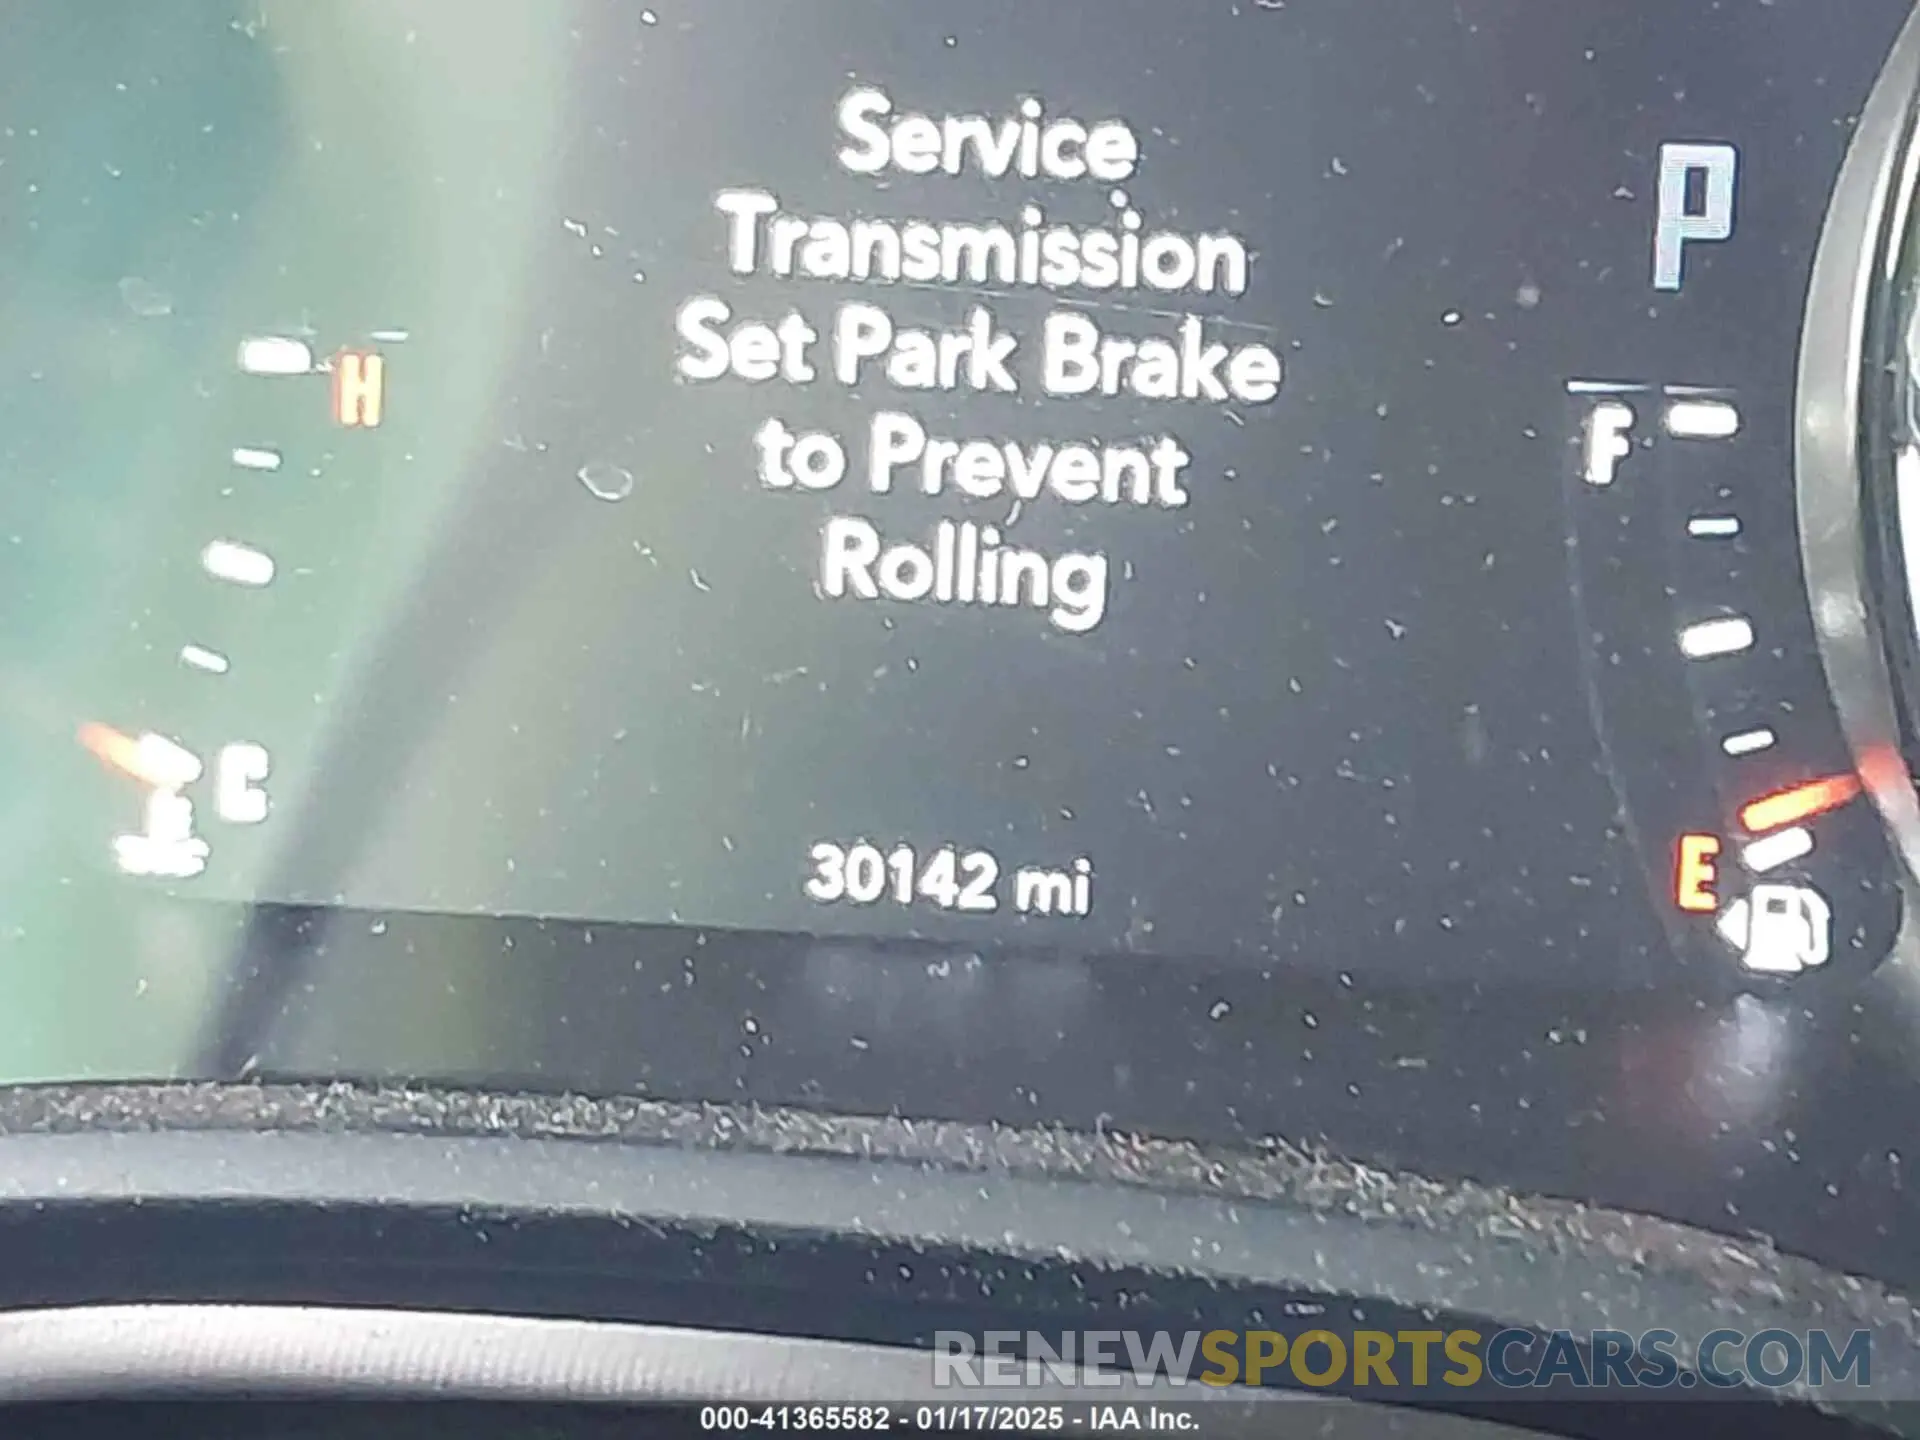 Service
Transmission
Set Park Brake
to Prevent
Rolling
P
H
C
F
E
30142 mi
RENEWSPORTSCARS.COM
000-41365582 - 01/17/2025 - IAA Inc.